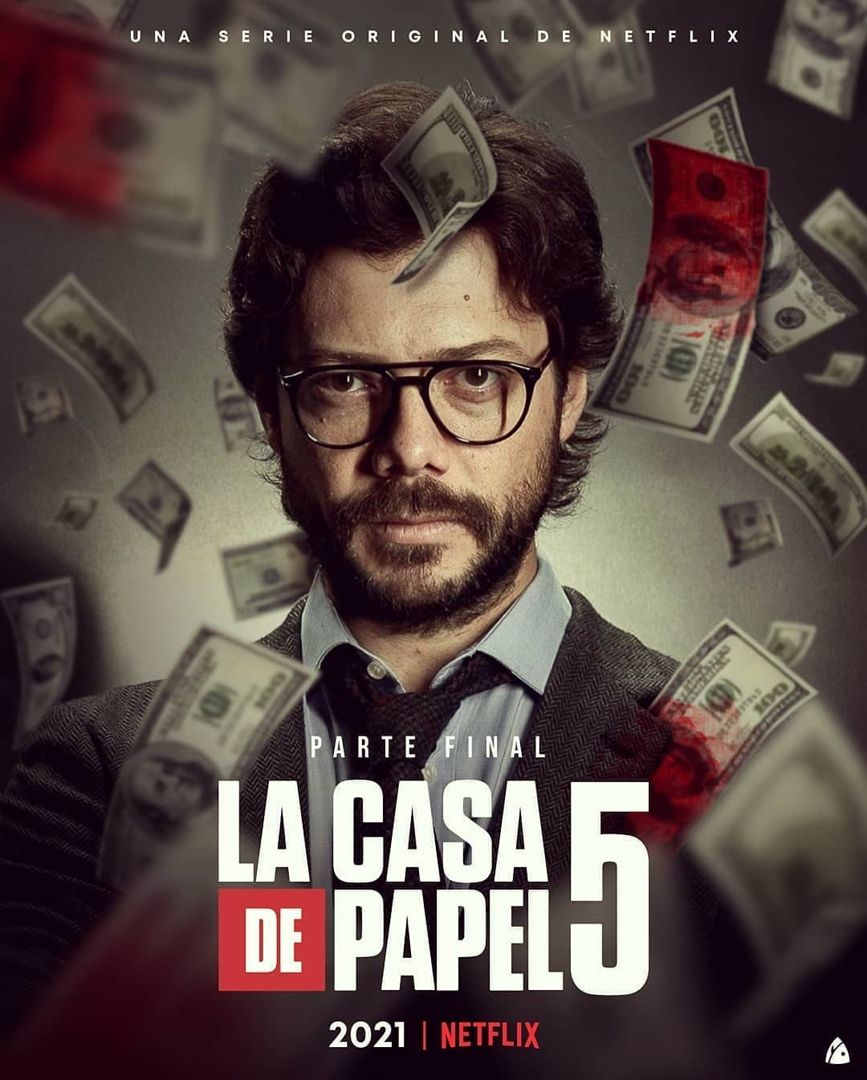 UNA SERIE ORIGINAL DE NETFLIX
PARTE FINAL
LA CASA
DE PAPEL 5
2021 | NETFLIX